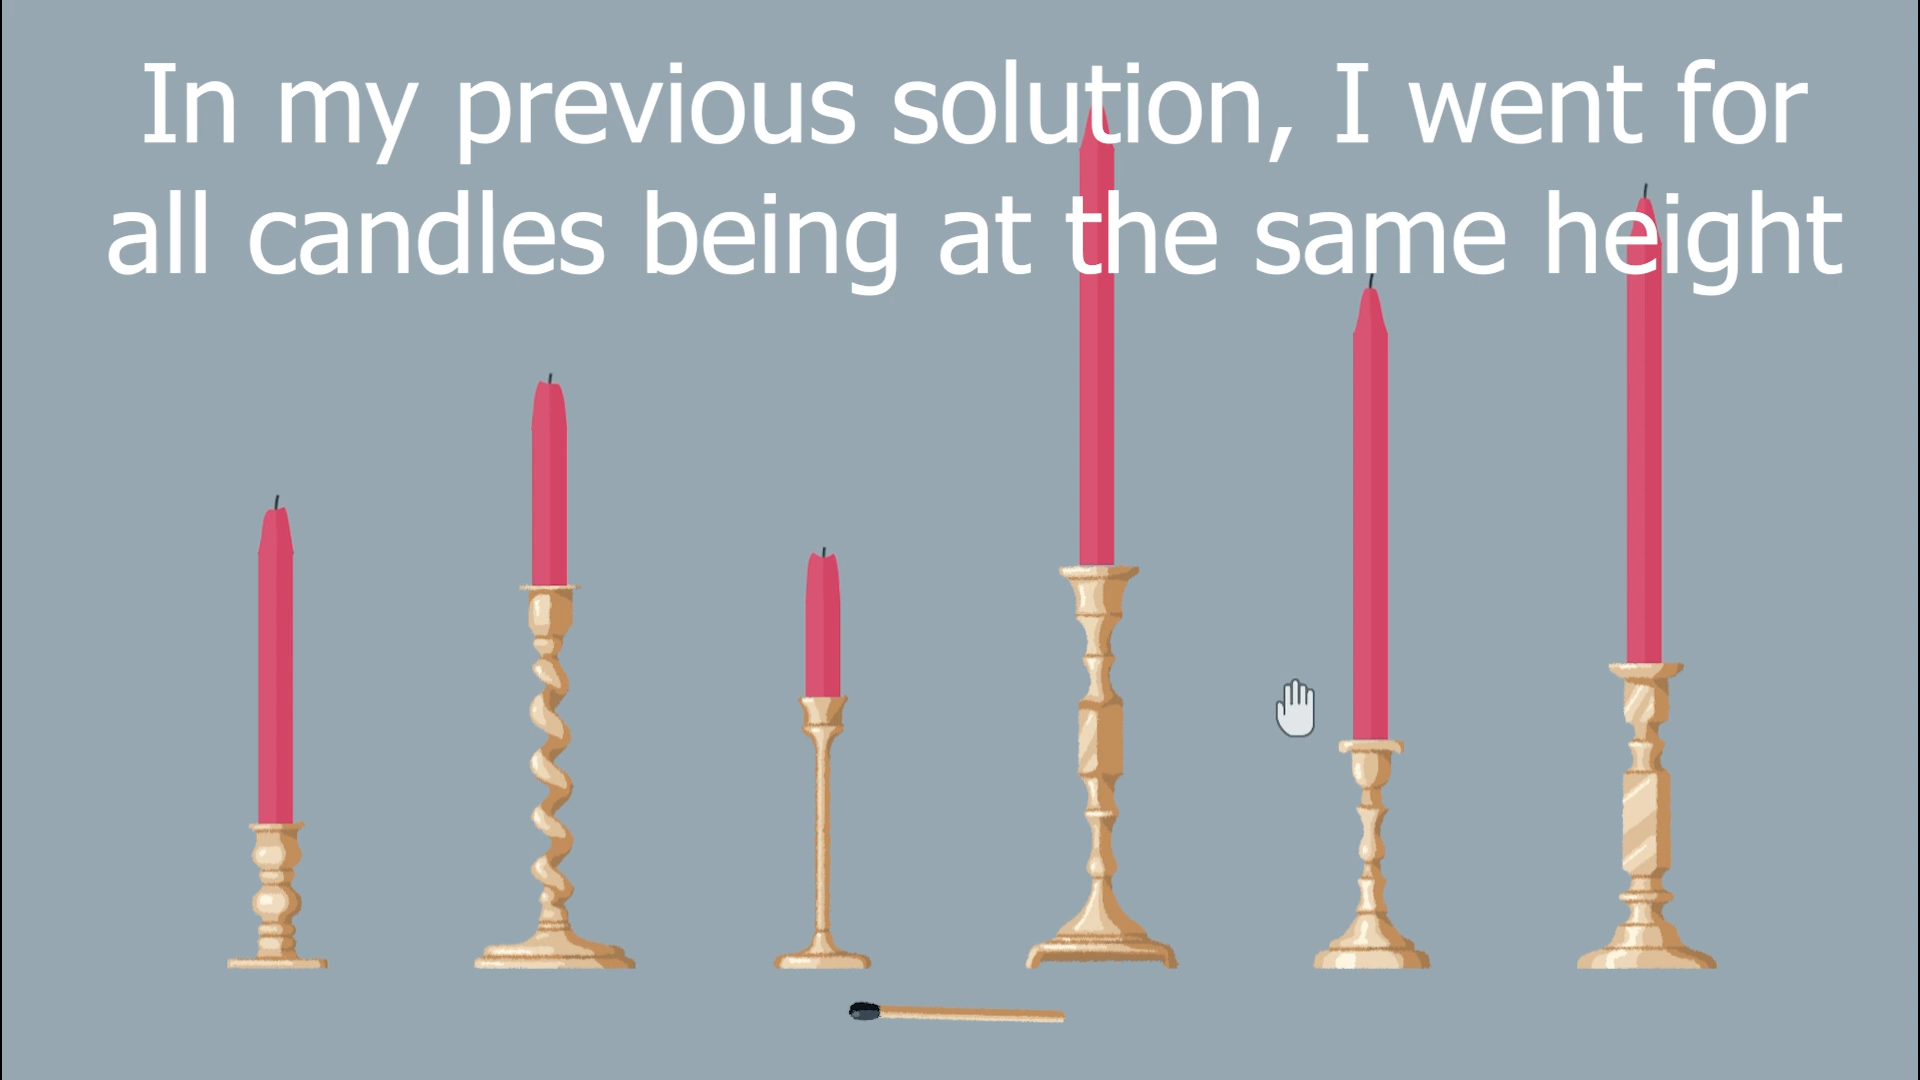 In my previous solution, I went for
all candles being at the same height